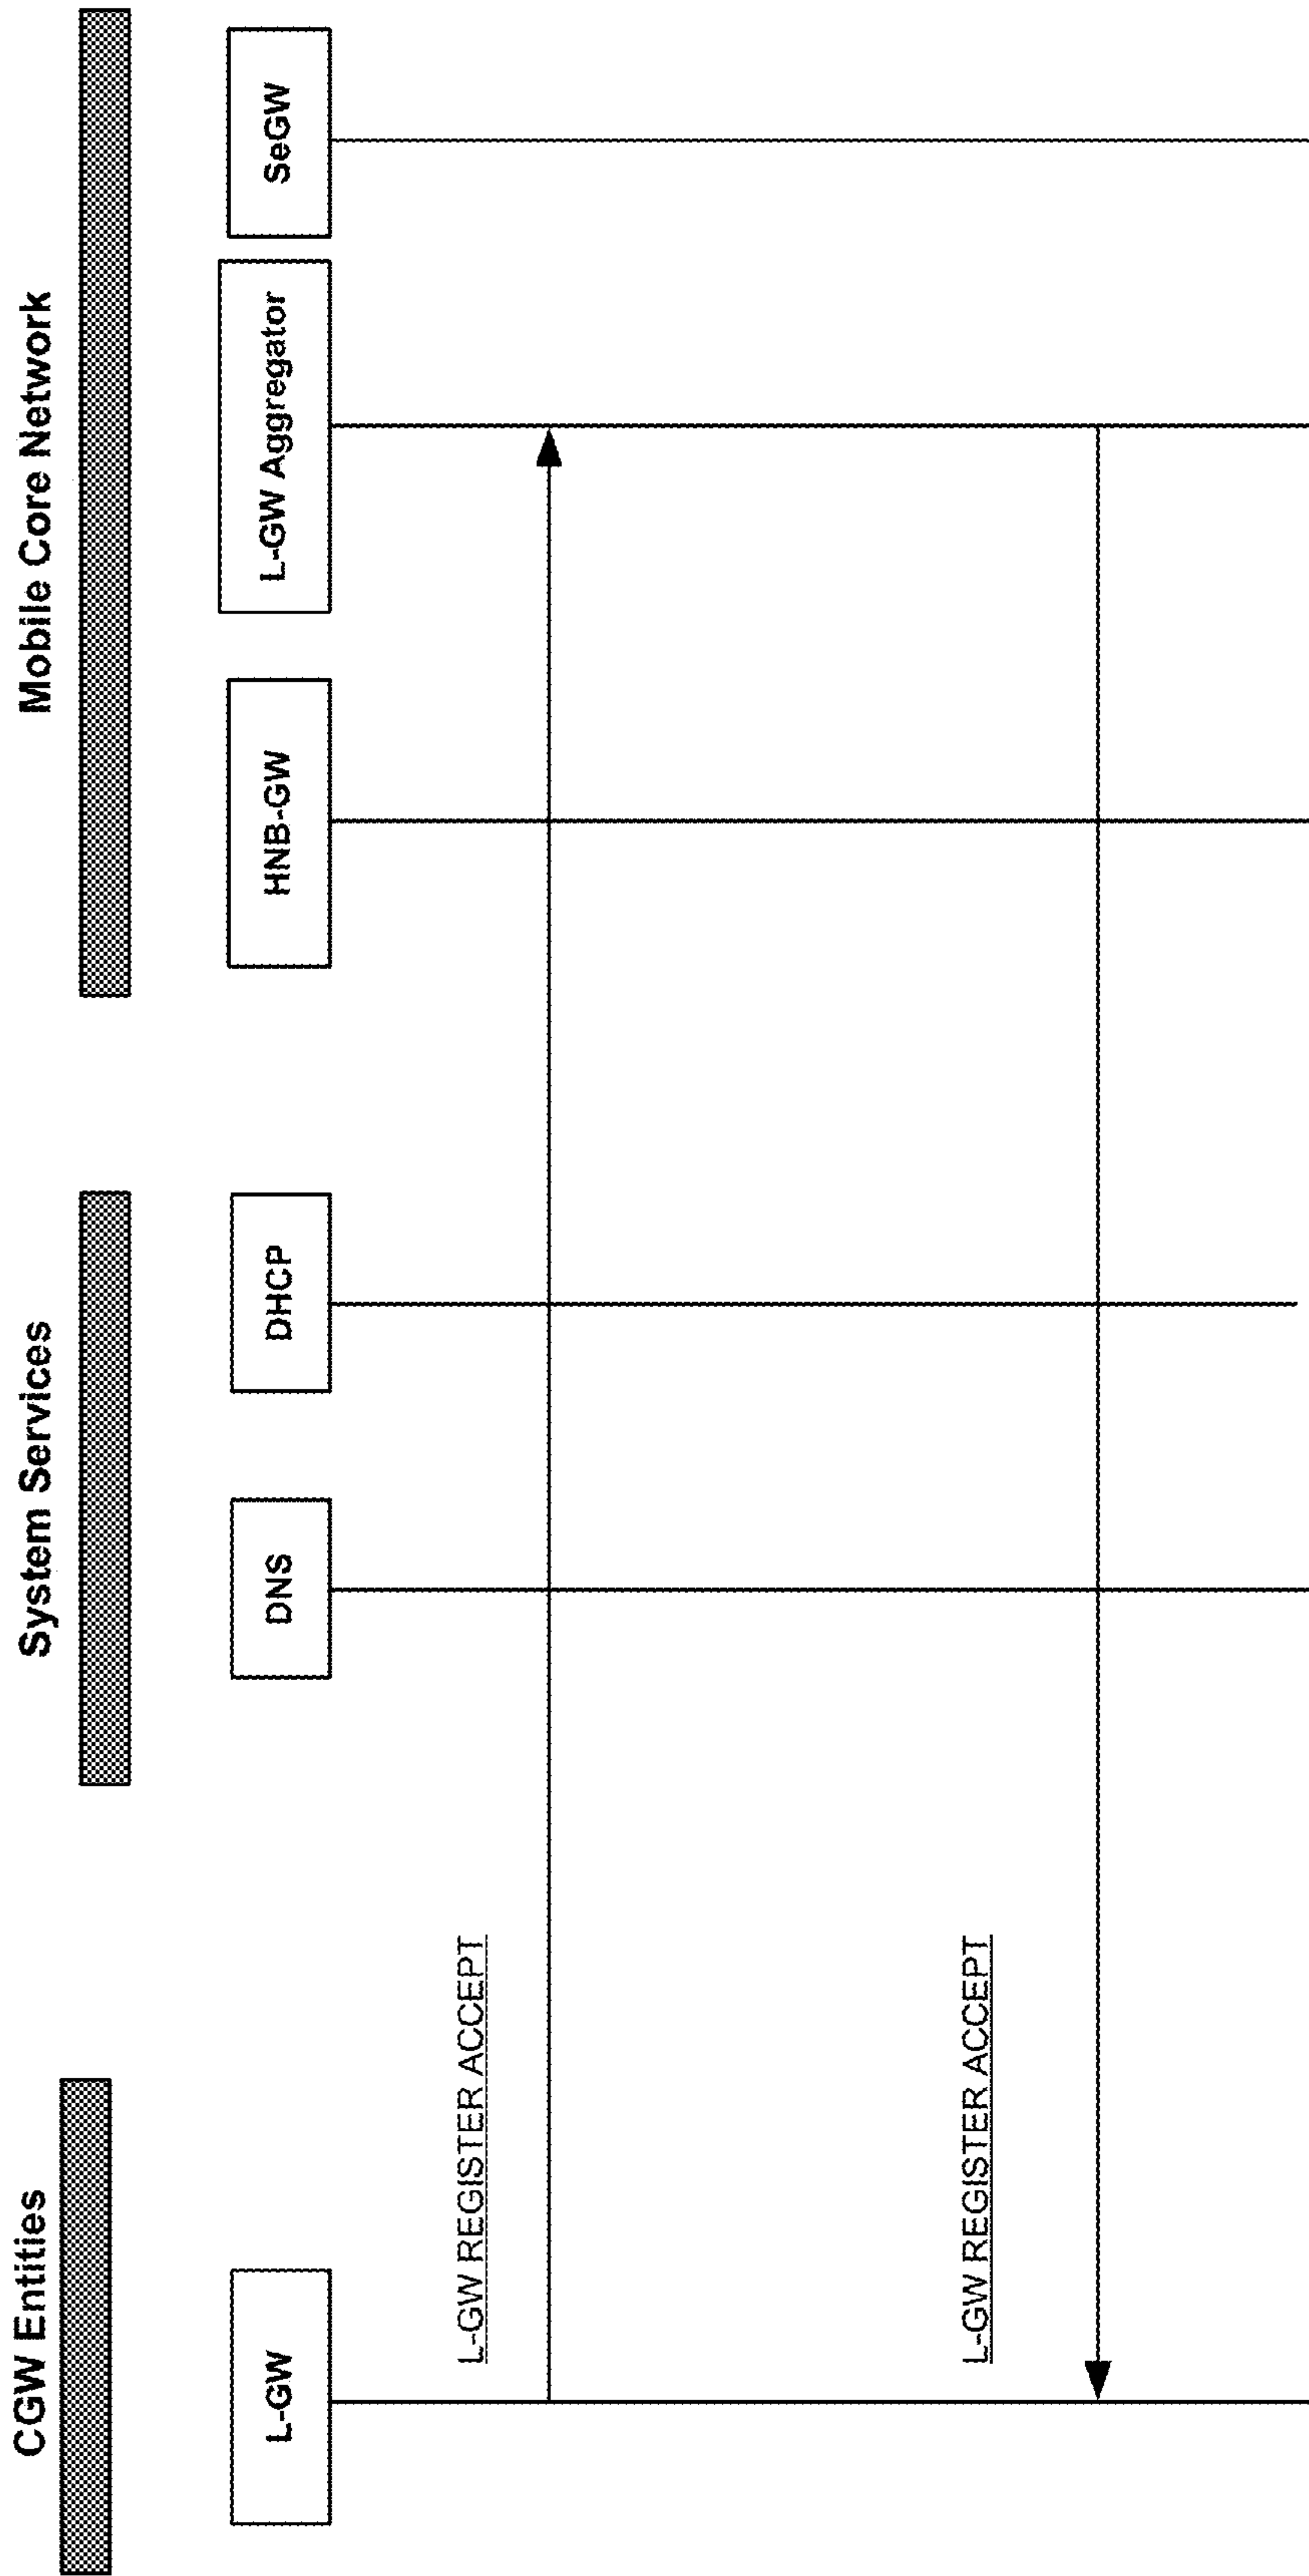 CGW Entities
System Services
Mobile Core Network
L-GW
DNS
DHCP
HNB-GW
L-GW Aggregator
SeGW
L-GW REGISTER ACCEPT
L-GW REGISTER ACCEPT